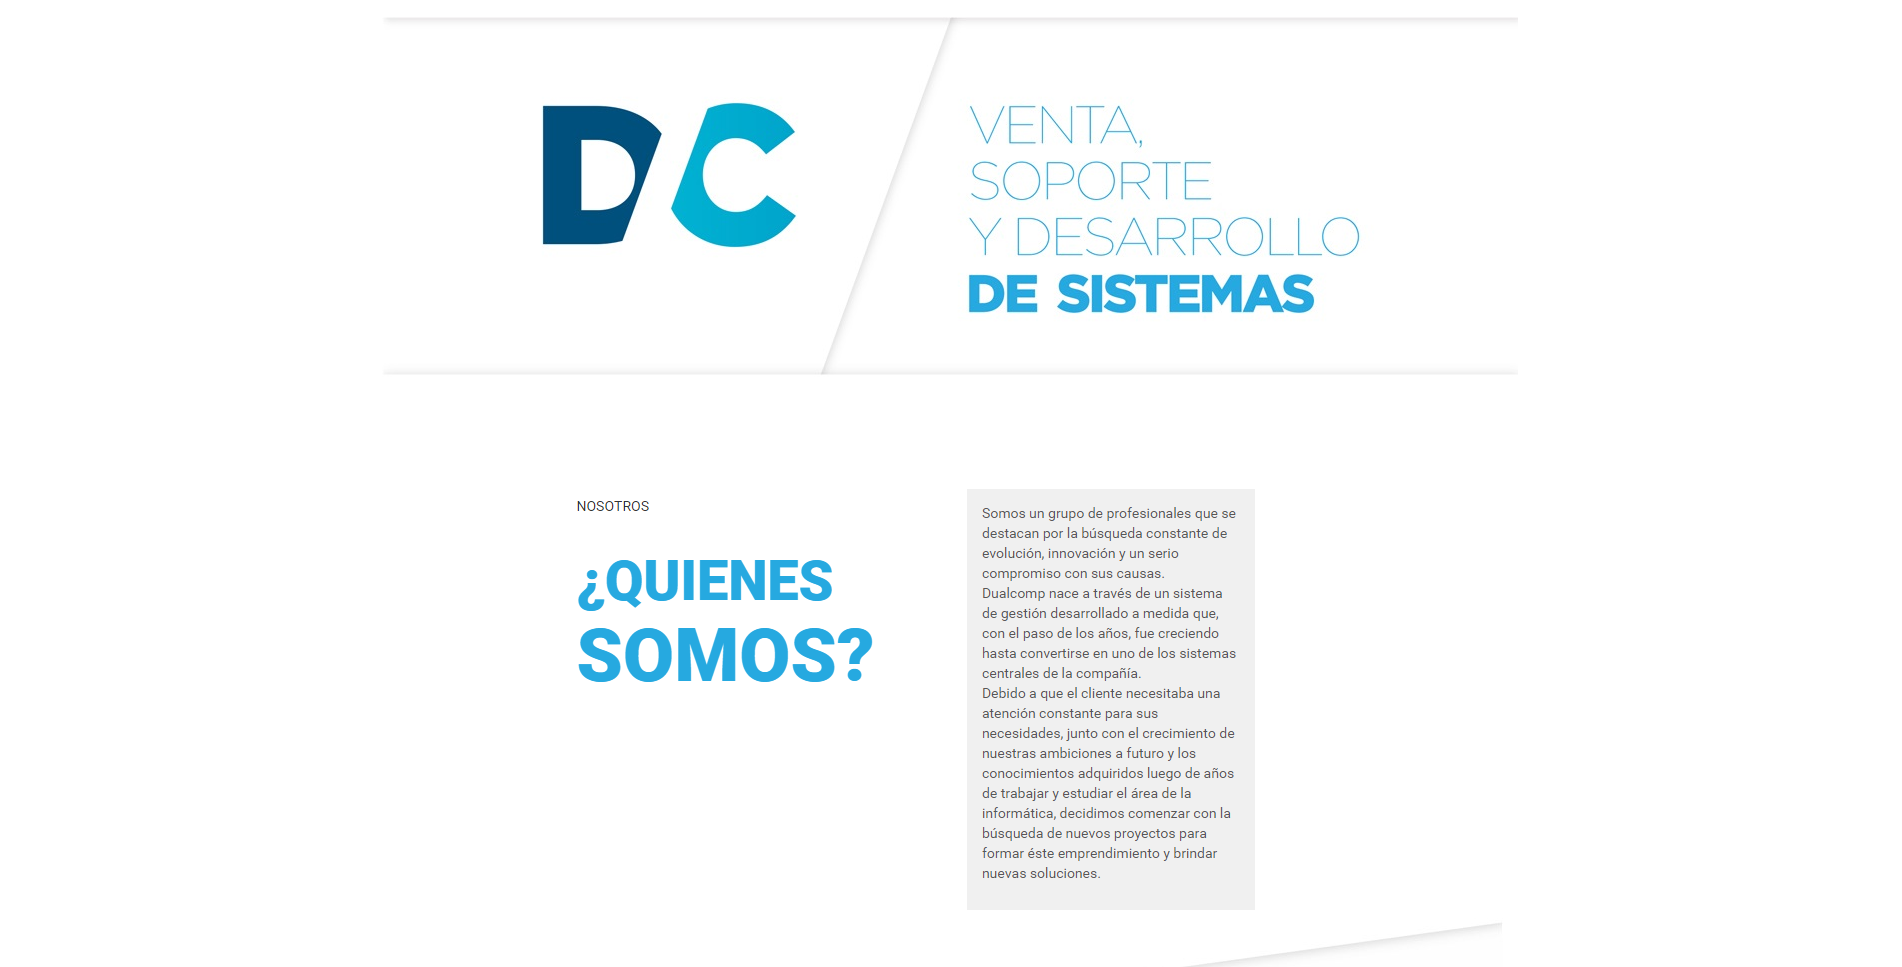 DC
VENTA,
SOPORTE
Y DESARROLLO
DE SISTEMAS
NOSOTROS
¿QUIENES
SOMOS?
Somos un grupo de profesionales que se
destacan por la búsqueda constante de
evolución, innovación y un serio
compromiso con sus causas.
Dualcomp nace a través de un sistema
de gestión desarrollado a medida que,
con el paso de los años, fue creciendo
hasta convertirse en uno de los sistemas
centrales de la compañía.
Debido a que el cliente necesitaba una
atención constante para sus
necesidades, junto con el crecimiento de
nuestras ambiciones a futuro y los
conocimientos adquiridos luego de años
de trabajar y estudiar el área de la
informática, decidimos comenzar con la
búsqueda de nuevos proyectos para
formar éste emprendimiento y brindar
nuevas soluciones.